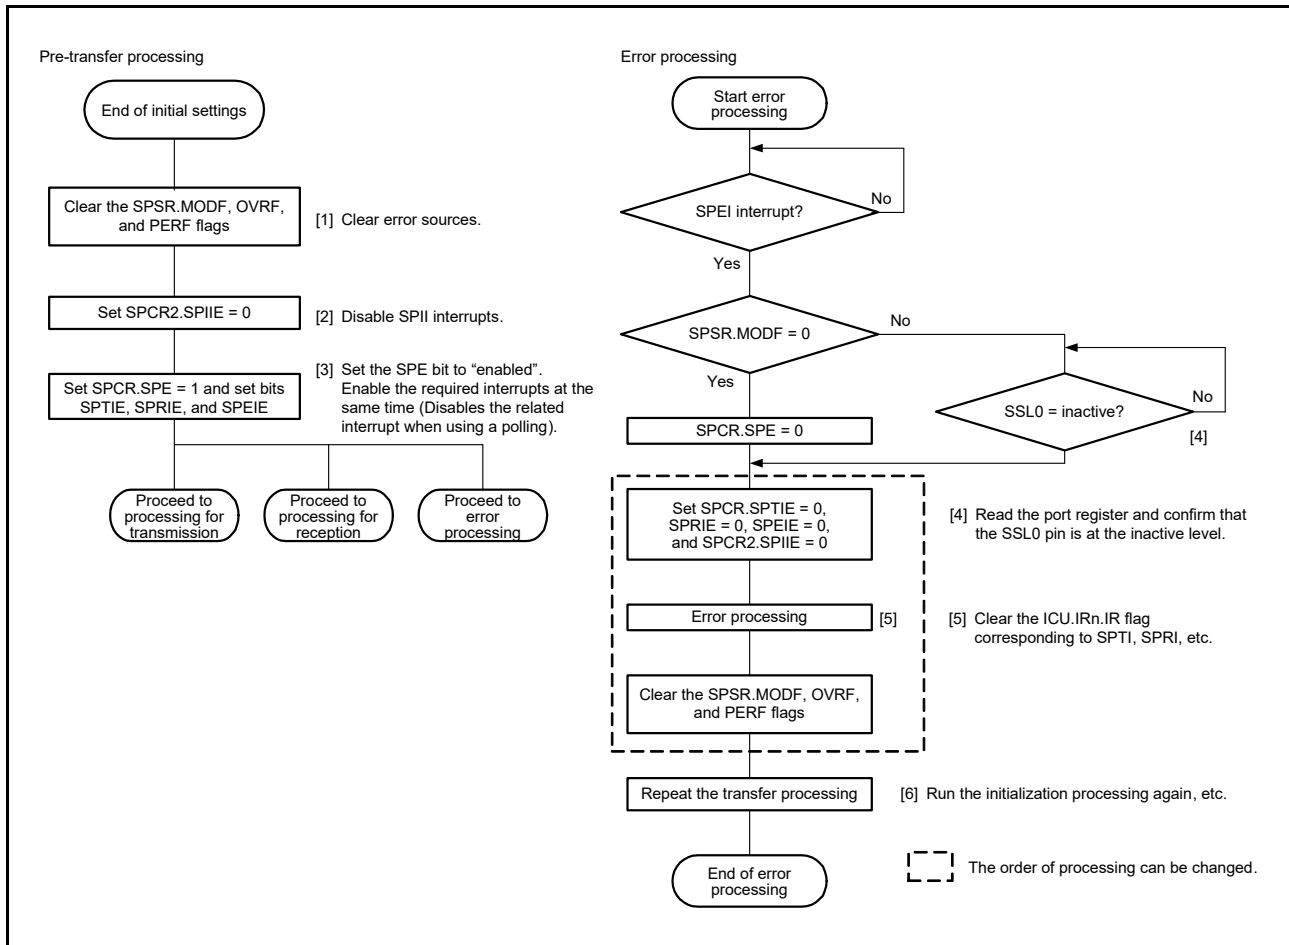 Pre-transfer processing
End of initial settings
Clear the SPSR.MODF, OVRF,
and PERF flags
[1] Clear error sources.
Set SPCR2.SPIIE = 0
[2] Disable SPII interrupts.
Set SPCR.SPE = 1 and set bits
SPTIE, SPRIE, and SPEIE
[3] Set the SPE bit to “enabled”.
Enable the required interrupts at the
same time (Disables the related
interrupt when using a polling).
Proceed to
processing for
transmission
Proceed to
processing for
reception
Proceed to
error
processing
Error processing
Start error
processing
SPEI interrupt?
No
Yes
SPSR.MODF = 0
No
Yes
SSL0 = inactive?
No
[4]
SPCR.SPE = 0
Set SPCR.SPTIE = 0,
SPRIE = 0, SPEIE = 0,
and SPCR2.SPIIE = 0
[4] Read the port register and confirm that
the SSL0 pin is at the inactive level.
Error processing
[5]
[5] Clear the ICU.IRn.IR flag
corresponding to SPTI, SPRI, etc.
Clear the SPSR.MODF, OVRF,
and PERF flags
Repeat the transfer processing
[6] Run the initialization processing again, etc.
End of error
processing
The order of processing can be changed.